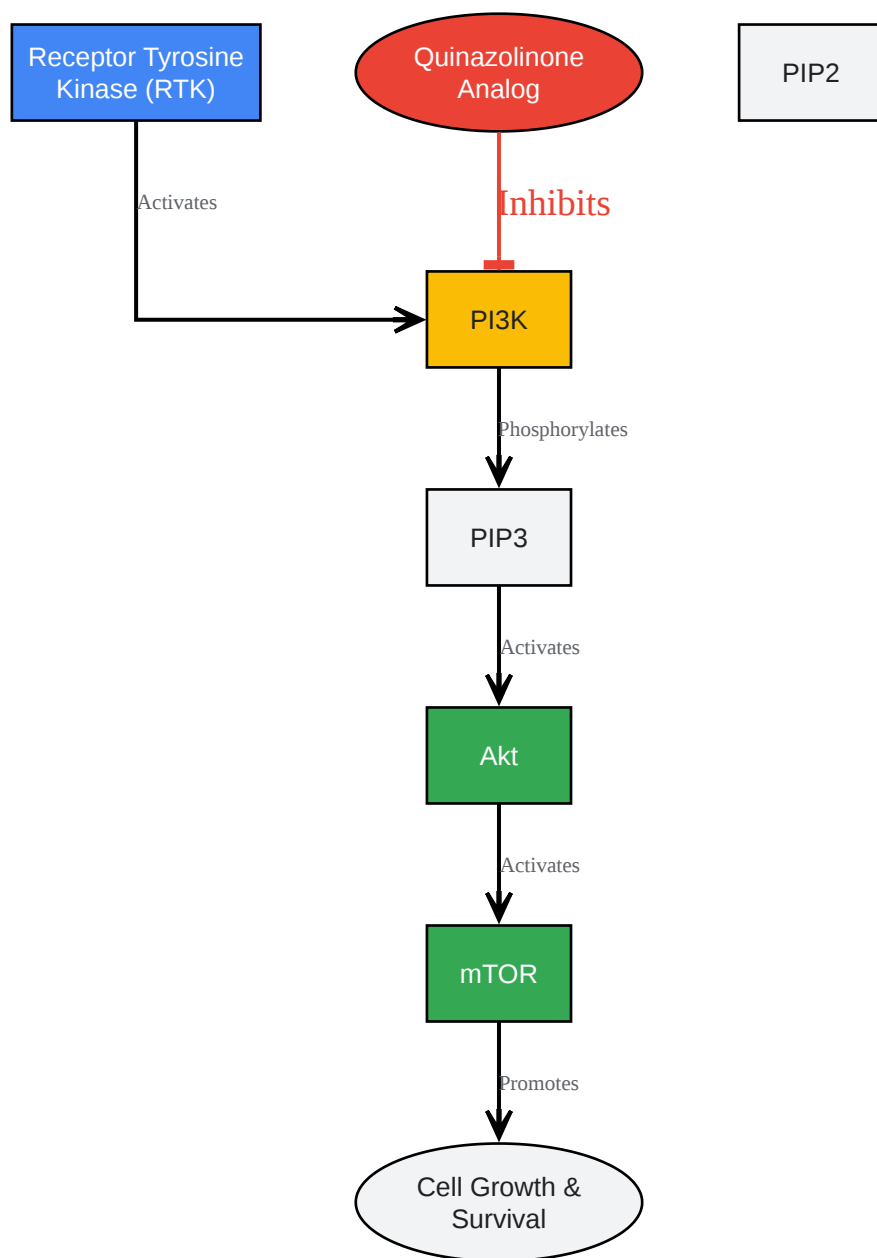 Receptor Tyrosine
Kinase (RTK)
Quinazolinone
Analog
PIP2
Activates
Inhibits
PI3K
Phosphorylates
PIP3
Activates
Akt
Activates
mTOR
Promotes
Cell Growth &
Survival